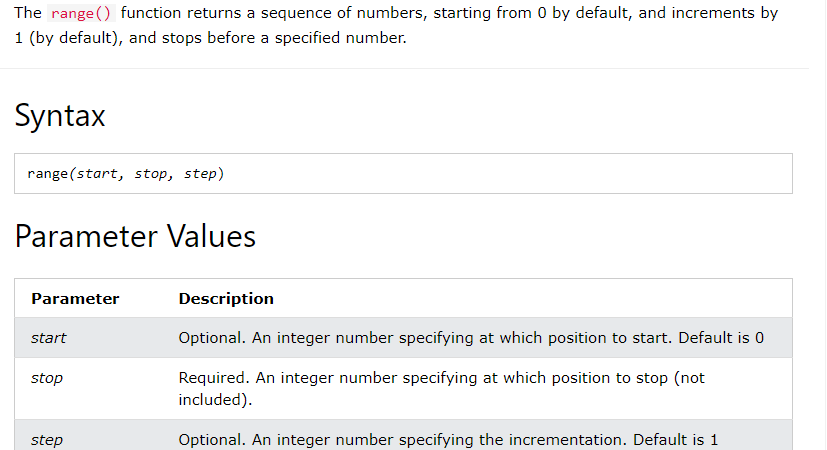 The range() function returns a sequence of numbers, starting from 0 by default, and increments by
1 (by default), and stops before a specified number.
Syntax
range(start, stop, step)
Parameter Values
Parameter Description
start Optional. An integer number specifying at which position to start. Default is 0
stop Required. An integer number specifying at which position to stop (not
included).
step Optional. An integer number specifying the incrementation. Default is 1